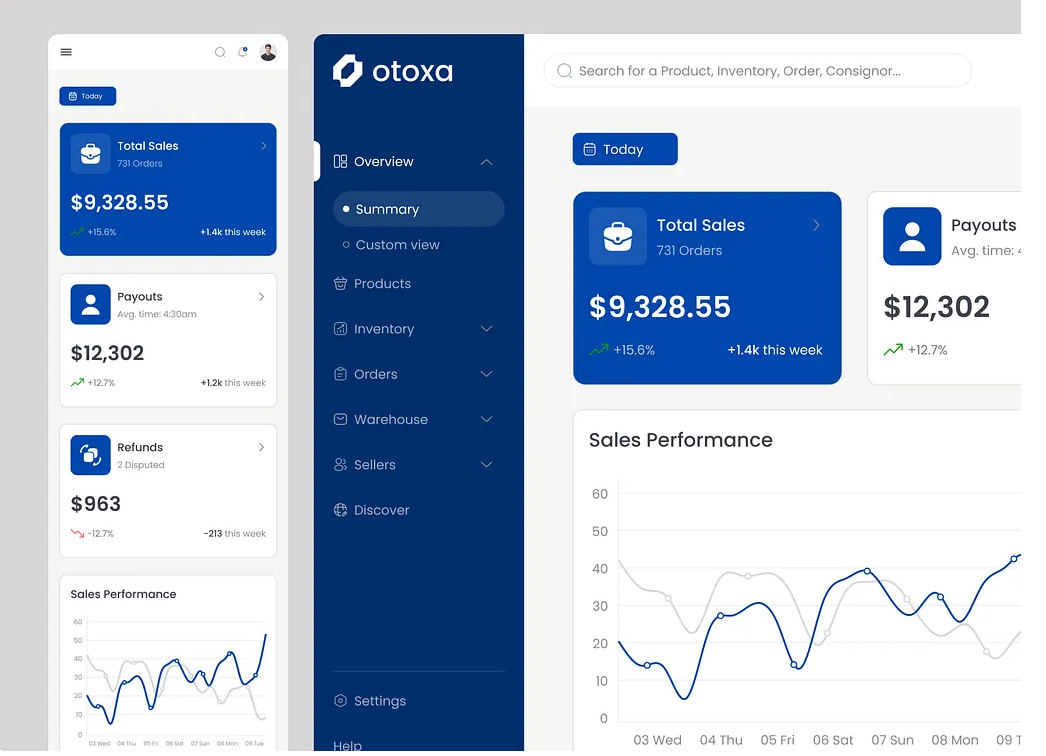 Today
Total Sales
731 Orders
$9,328.55
+15.6%
+1.4k this week
Payouts
Avg. time: 4:30am
$12,302
+12.7%
+1.2k this week
Refunds
2 Disputed
$963
-12.7%
-213 this week
Sales Performance
60
50
40
30
20
10
0
03 Wed 04 Thu 05 Fri 06 Sat 07 Sun 08 Mon 09 Tue
otoxa
Overview
Summary
Custom view
Products
Inventory
Orders
Warehouse
Sellers
Discover
Settings
Help
Search for a Product, Inventory, Order, Consignor...
Today
Total Sales
731 Orders
$9,328.55
+15.6%
+1.4k this week
Payouts
Avg. time: 4
$12,302
+12.7%
Sales Performance
60
50
40
30
20
10
0
03 Wed 04 Thu 05 Fri 06 Sat 07 Sun 08 Mon 09 T